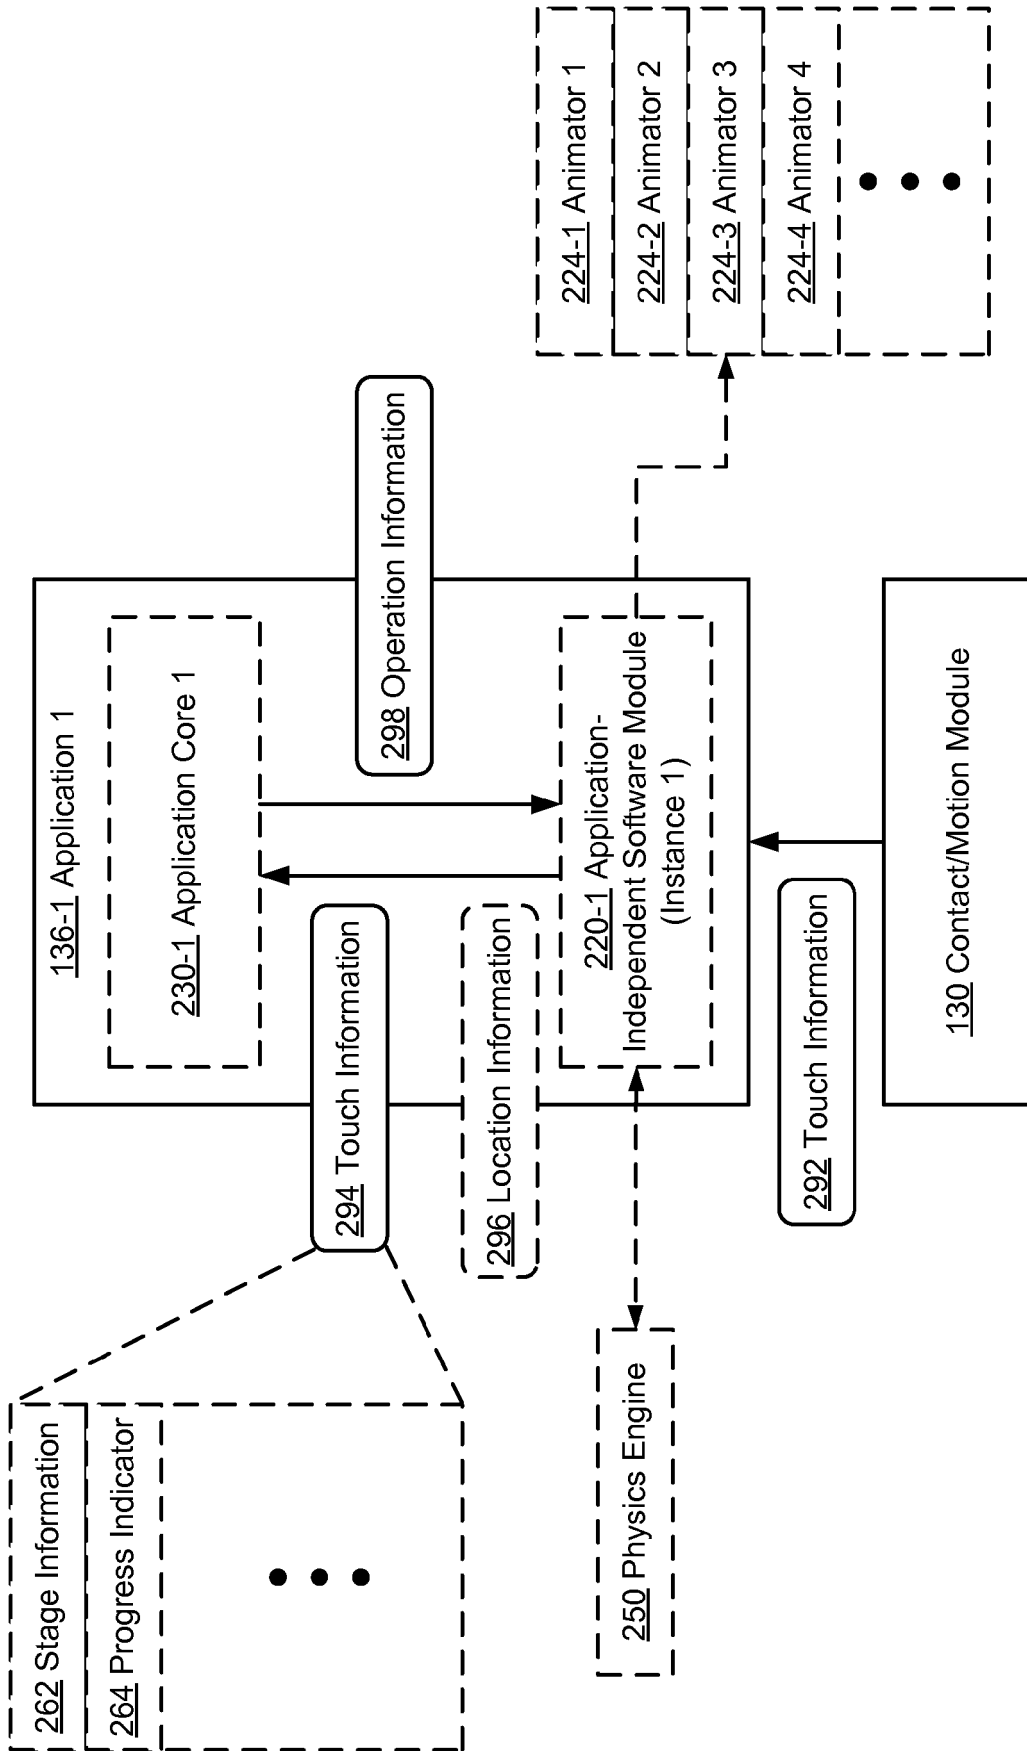 262 Stage Information
264 Progress Indicator
136-1 Application 1
230-1 Application Core 1
294 Touch Information
298 Operation Information
296 Location Information
220-1 Application-
Independent Software Module
(Instance 1)
250 Physics Engine
224-1 Animator 1
224-2 Animator 2
224-3 Animator 3
224-4 Animator 4
292 Touch Information
130 Contact/Motion Module